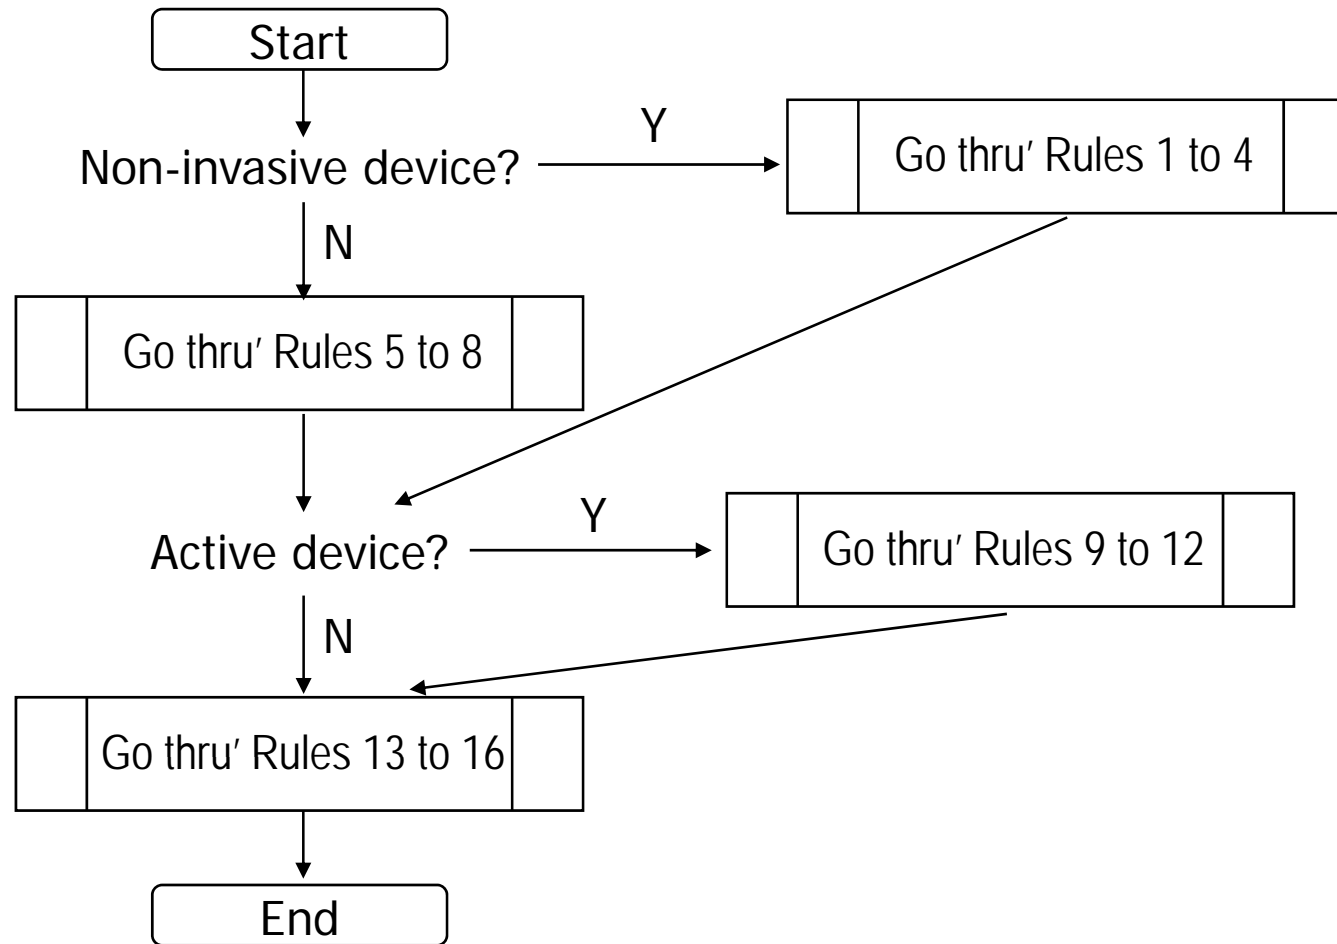 Start
Non-invasive device?
Y
Go thru' Rules 1 to 4
N
Go thru' Rules 5 to 8
Active device?
Y
Go thru' Rules 9 to 12
N
Go thru' Rules 13 to 16
End